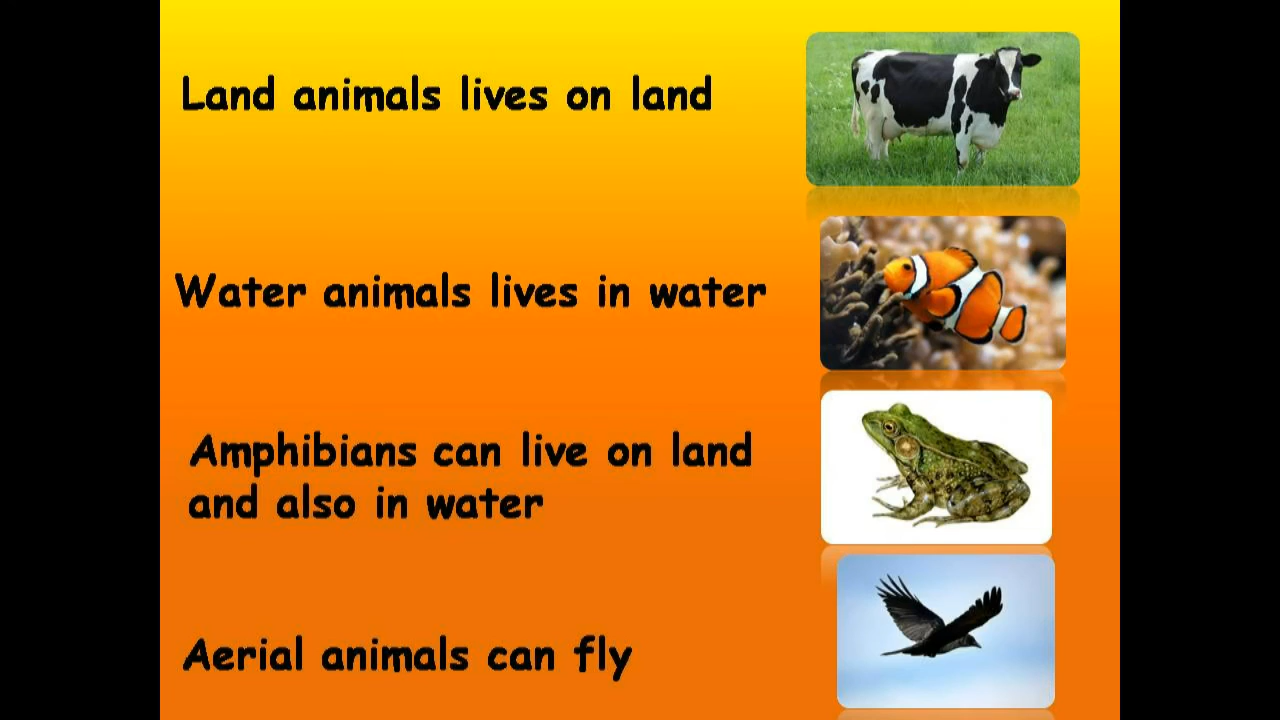 Land animals lives on land
Water animals lives in water
Amphibians can live on land
and also in water
Aerial animals can fly